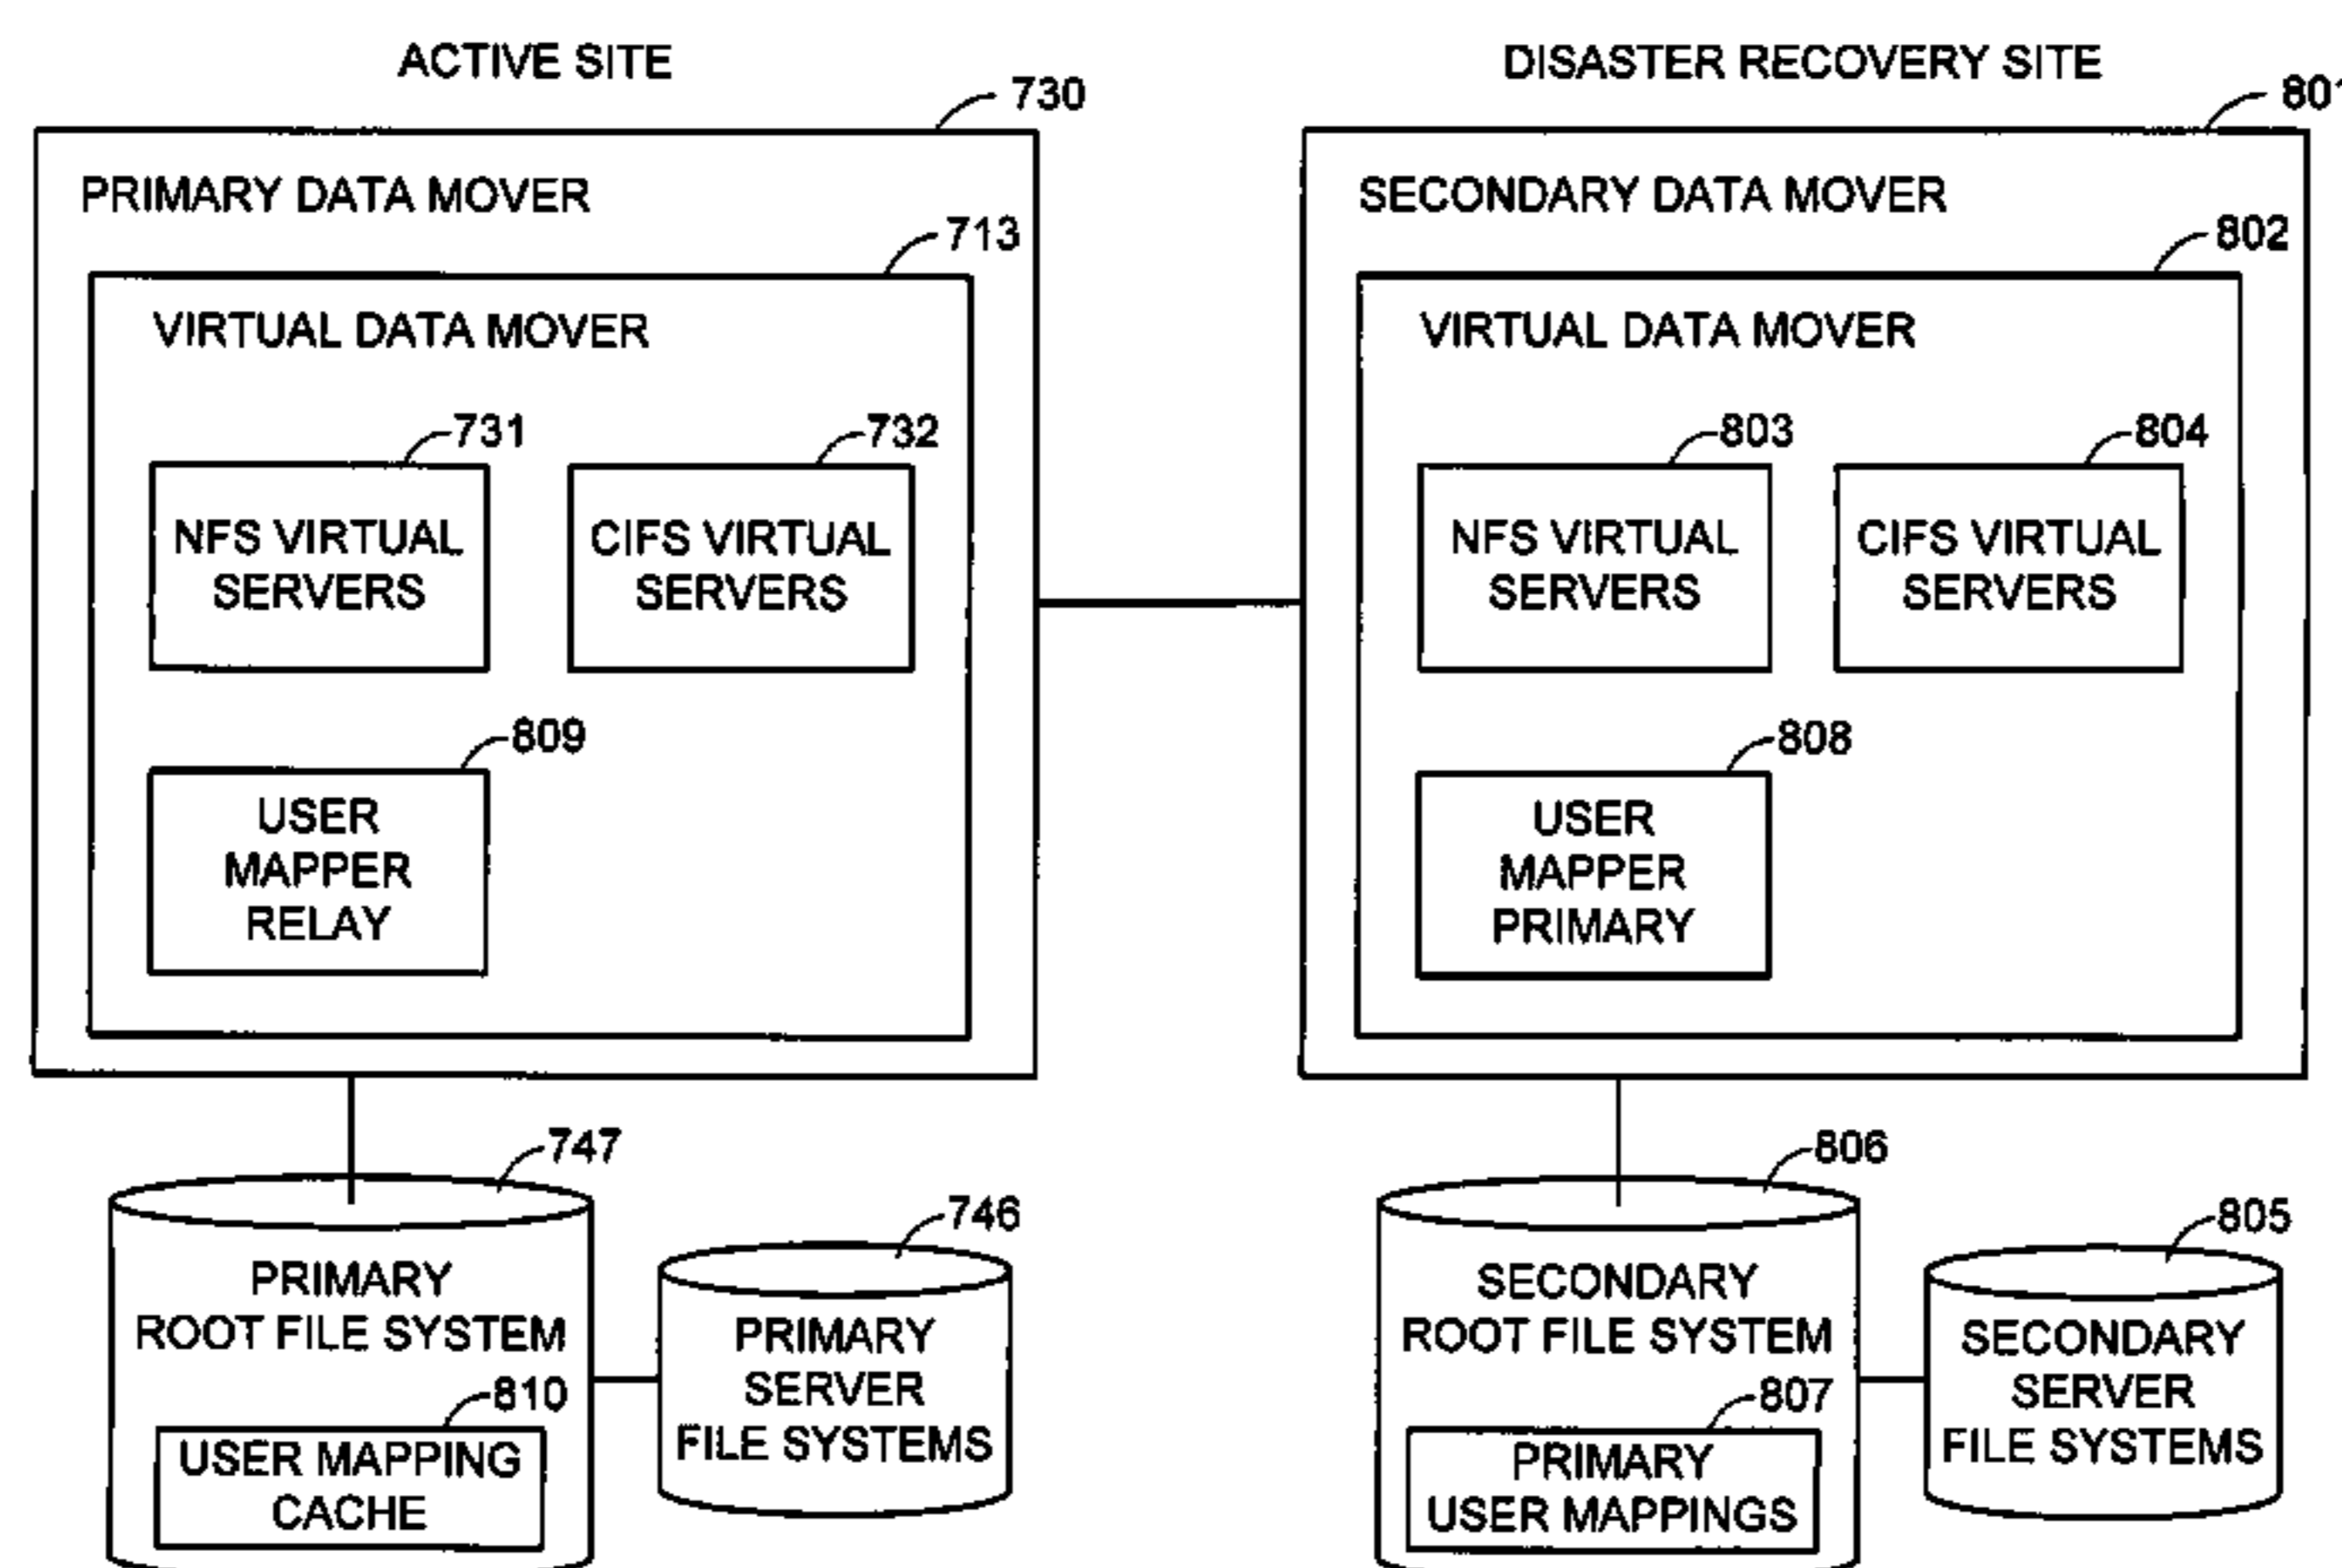 ACTIVE SITE
730
PRIMARY DATA MOVER
713
VIRTUAL DATA MOVER
731
NFS VIRTUAL
SERVERS
732
CIFS VIRTUAL
SERVERS
809
USER
MAPPER
RELAY
747
PRIMARY
ROOT FILE SYSTEM
810
USER MAPPING
CACHE
746
PRIMARY
SERVER
FILE SYSTEMS
DISASTER RECOVERY SITE
801
SECONDARY DATA MOVER
802
VIRTUAL DATA MOVER
803
NFS VIRTUAL
SERVERS
804
CIFS VIRTUAL
SERVERS
808
USER
MAPPER
PRIMARY
806
SECONDARY
ROOT FILE SYSTEM
807
PRIMARY
USER MAPPINGS
805
SECONDARY
SERVER
FILE SYSTEMS